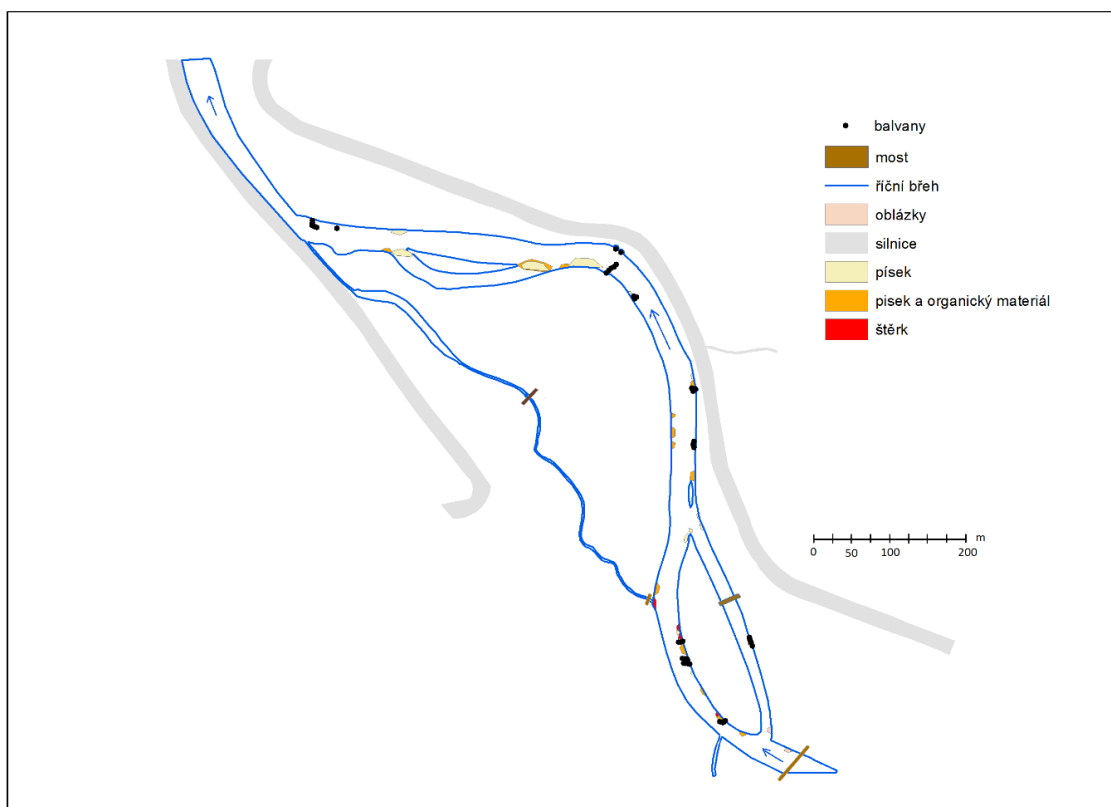 balvany
most
říční břeh
oblázky
silnice
písek
pisek a organický materiál
štěrk
m
0 50 100 200